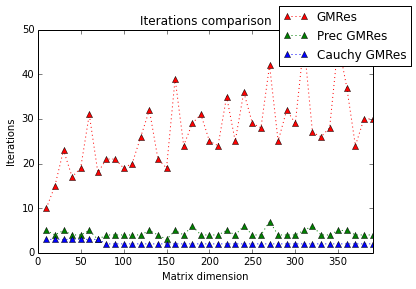 Iterations comparison
GMRes
Prec GMRes
Cauchy GMRes
50
40
30
20
10
0
Iterations
0 50 100 150 200 250 300 350
Matrix dimension